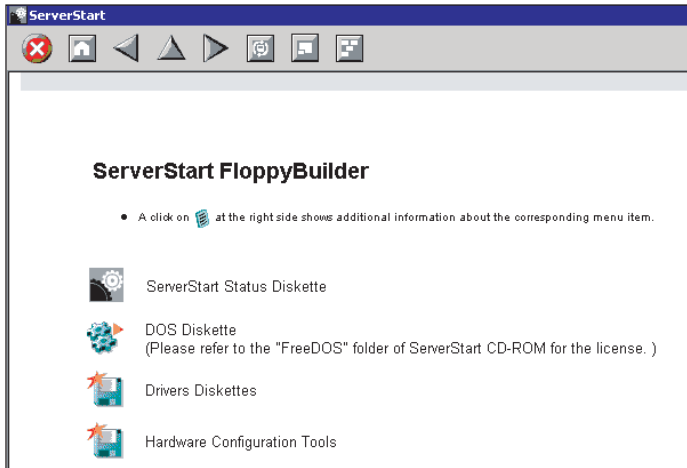 ServerStart
ServerStart FloppyBuilder
• A click on at the right side shows additional information about the corresponding menu item.
ServerStart Status Diskette
DOS Diskette
(Please refer to the "FreeDOS" folder of ServerStart CD-ROM for the license. )
Drivers Diskettes
Hardware Configuration Tools